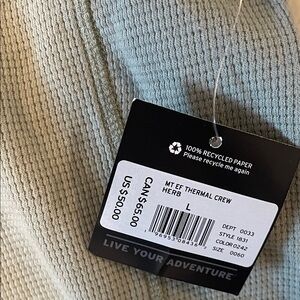 100% RECYCLED PAPER
Please recycle me again
MT EF THERMAL CREW
HERB
L
CAN $65.00
US $50.00
DEPT 0033
STYLE 1831
COLOR 0242
SIZE 0060
LIVE YOUR ADVENTURE